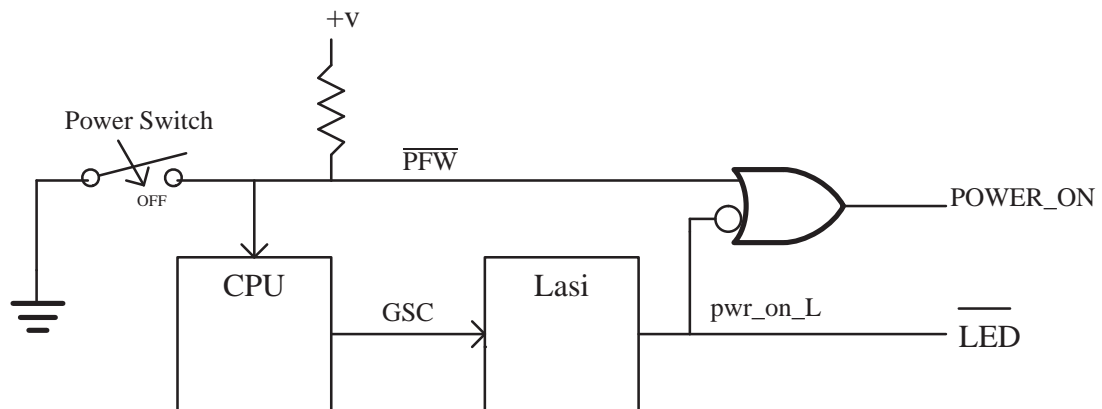 +v
Power Switch
PFW
OFF
POWER_ON
CPU
Lasi
GSC
pwr_on_L
LED